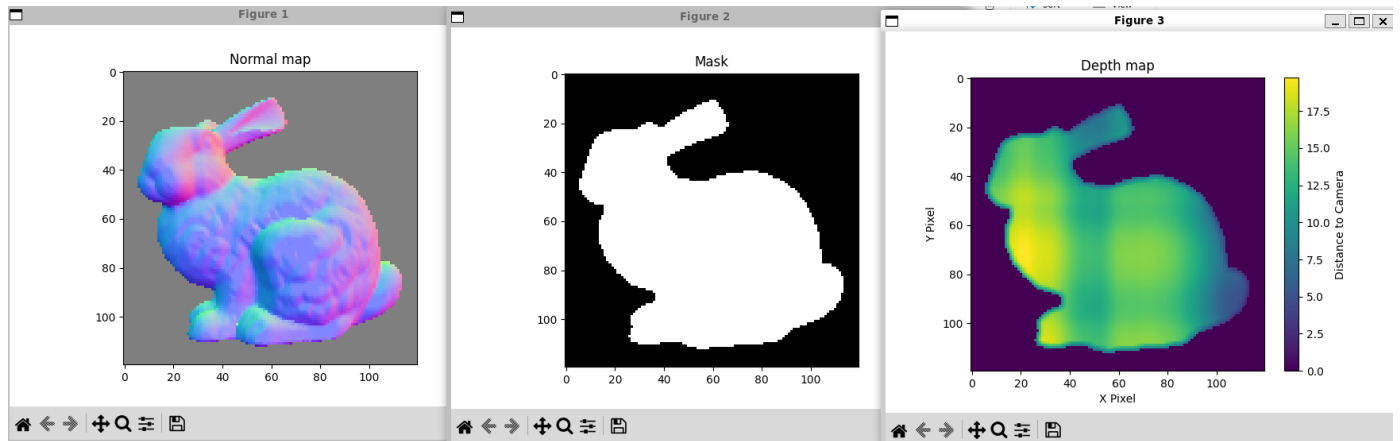 Figure 1
Normal map
0
20
40
60
80
100
0 20 40 60 80 100
Figure 2
Mask
0
20
40
60
80
100
0 20 40 60 80 100
Figure 3
Depth map
0
20
40
60
80
100
Y Pixel
0 20 40 60 80 100
X Pixel
17.5
15.0
12.5
10.0
7.5
5.0
2.5
0.0
Distance to Camera